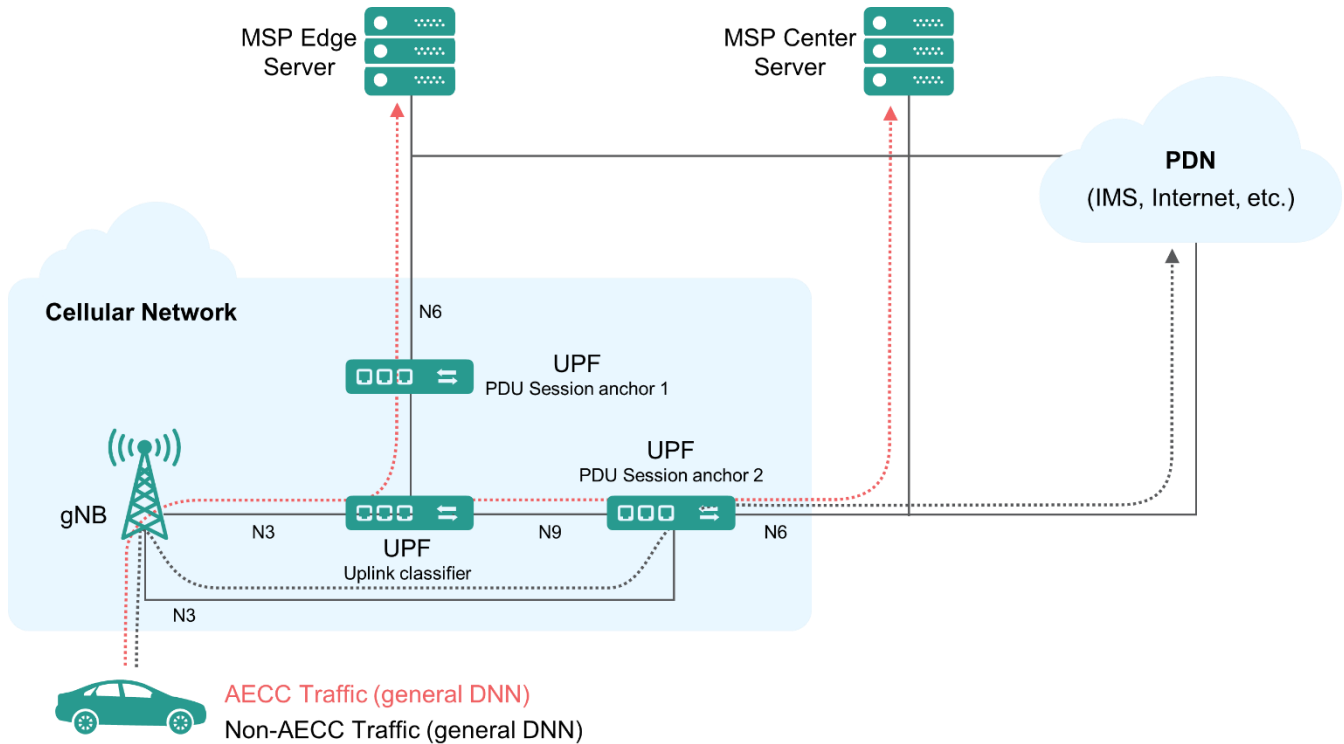 MSP Edge
Server
MSP Center
Server
PDN
(IMS, Internet, etc.)
Cellular Network
N6
UPF
PDU Session anchor 1
UPF
PDU Session anchor 2
gNB
N3
N9
N6
UPF
Uplink classifier
N3
AECC Traffic (general DNN)
Non-AECC Traffic (general DNN)